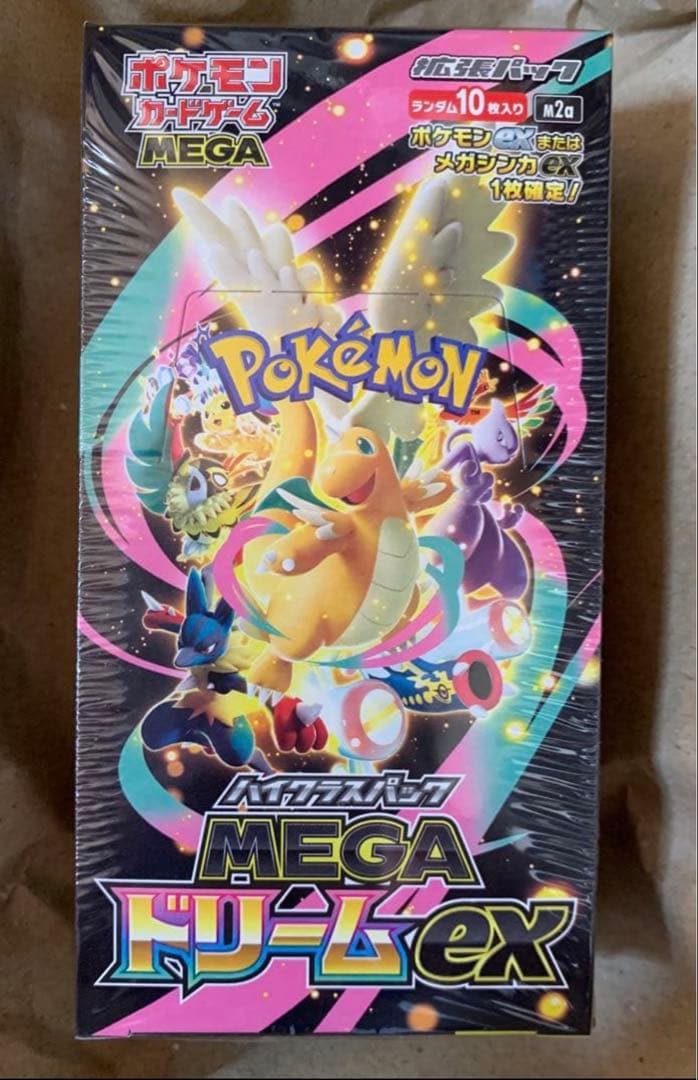 ポケモン
カードゲーム™
MEGA
拡張パック
ランダム10枚入り M2a
ポケモンexまたは
メガシンカex
1枚確定!
POKéMON
™
ハイクラスパック
MEGA
ドリームex